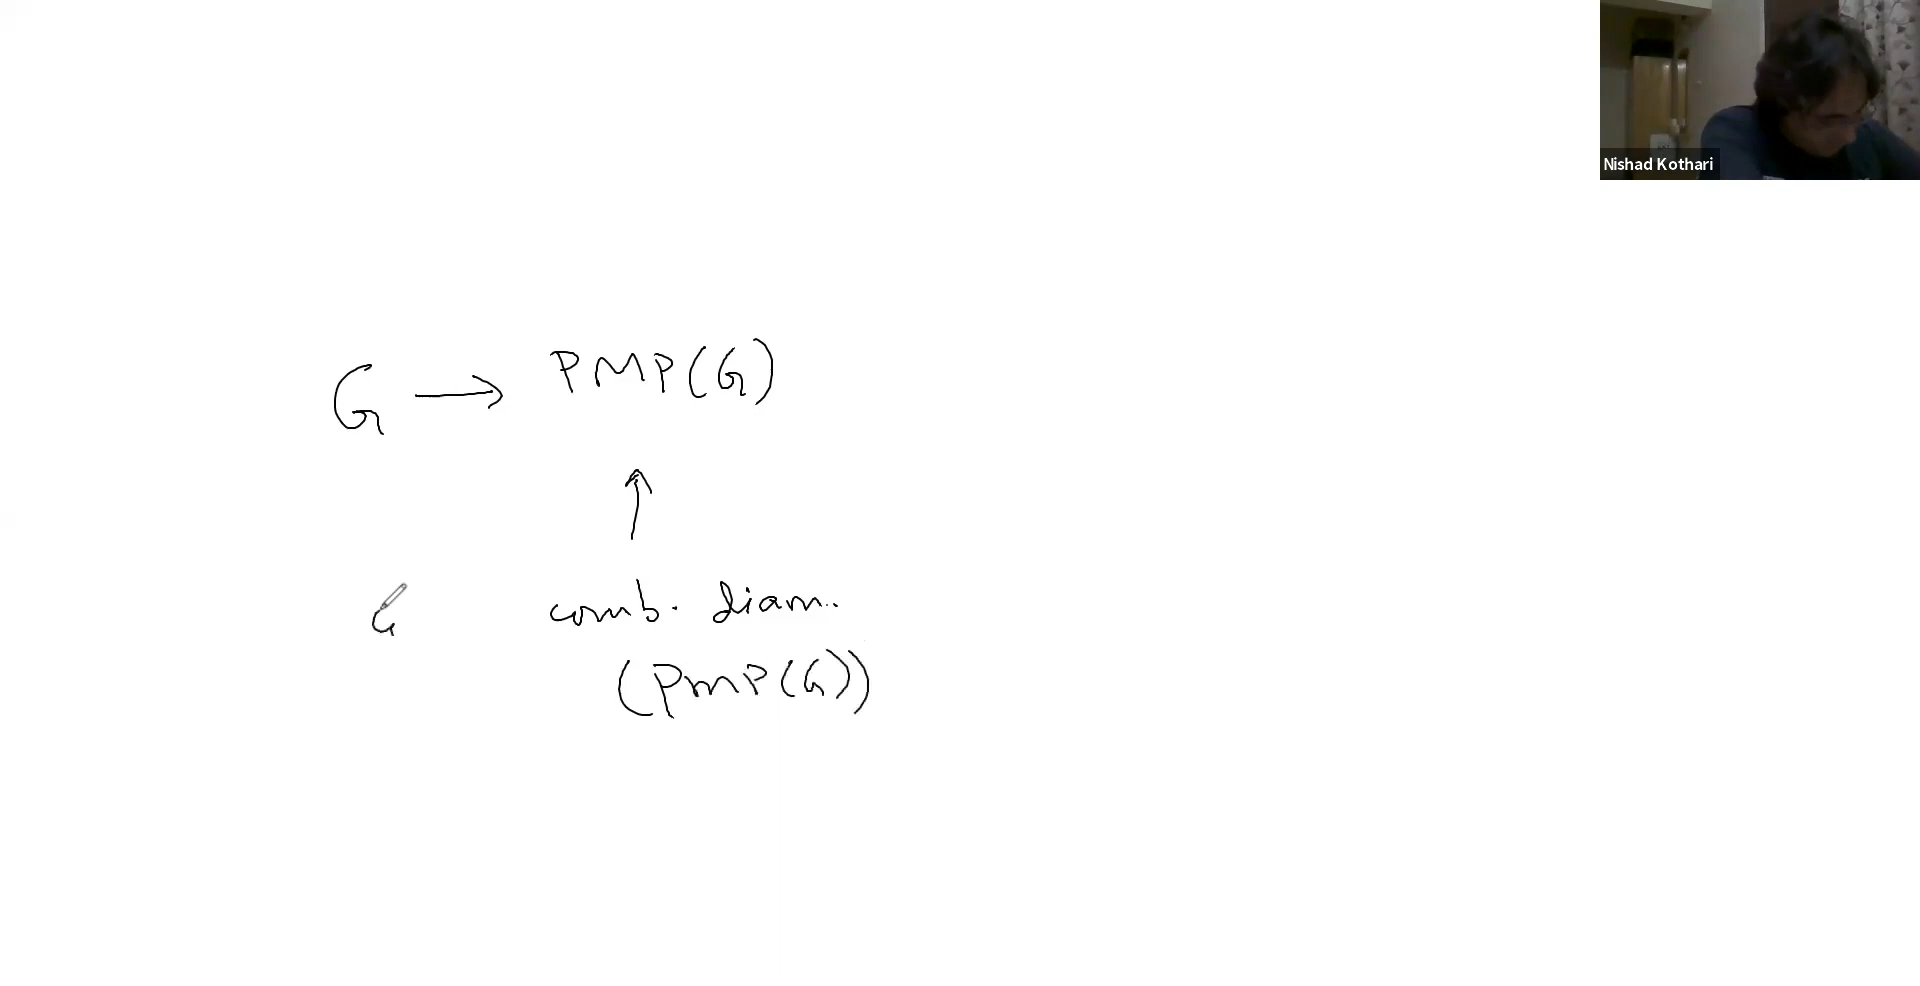 Nishad Kothari
G → PMP(G)
↑
G comb. diam.
(PMP(G))